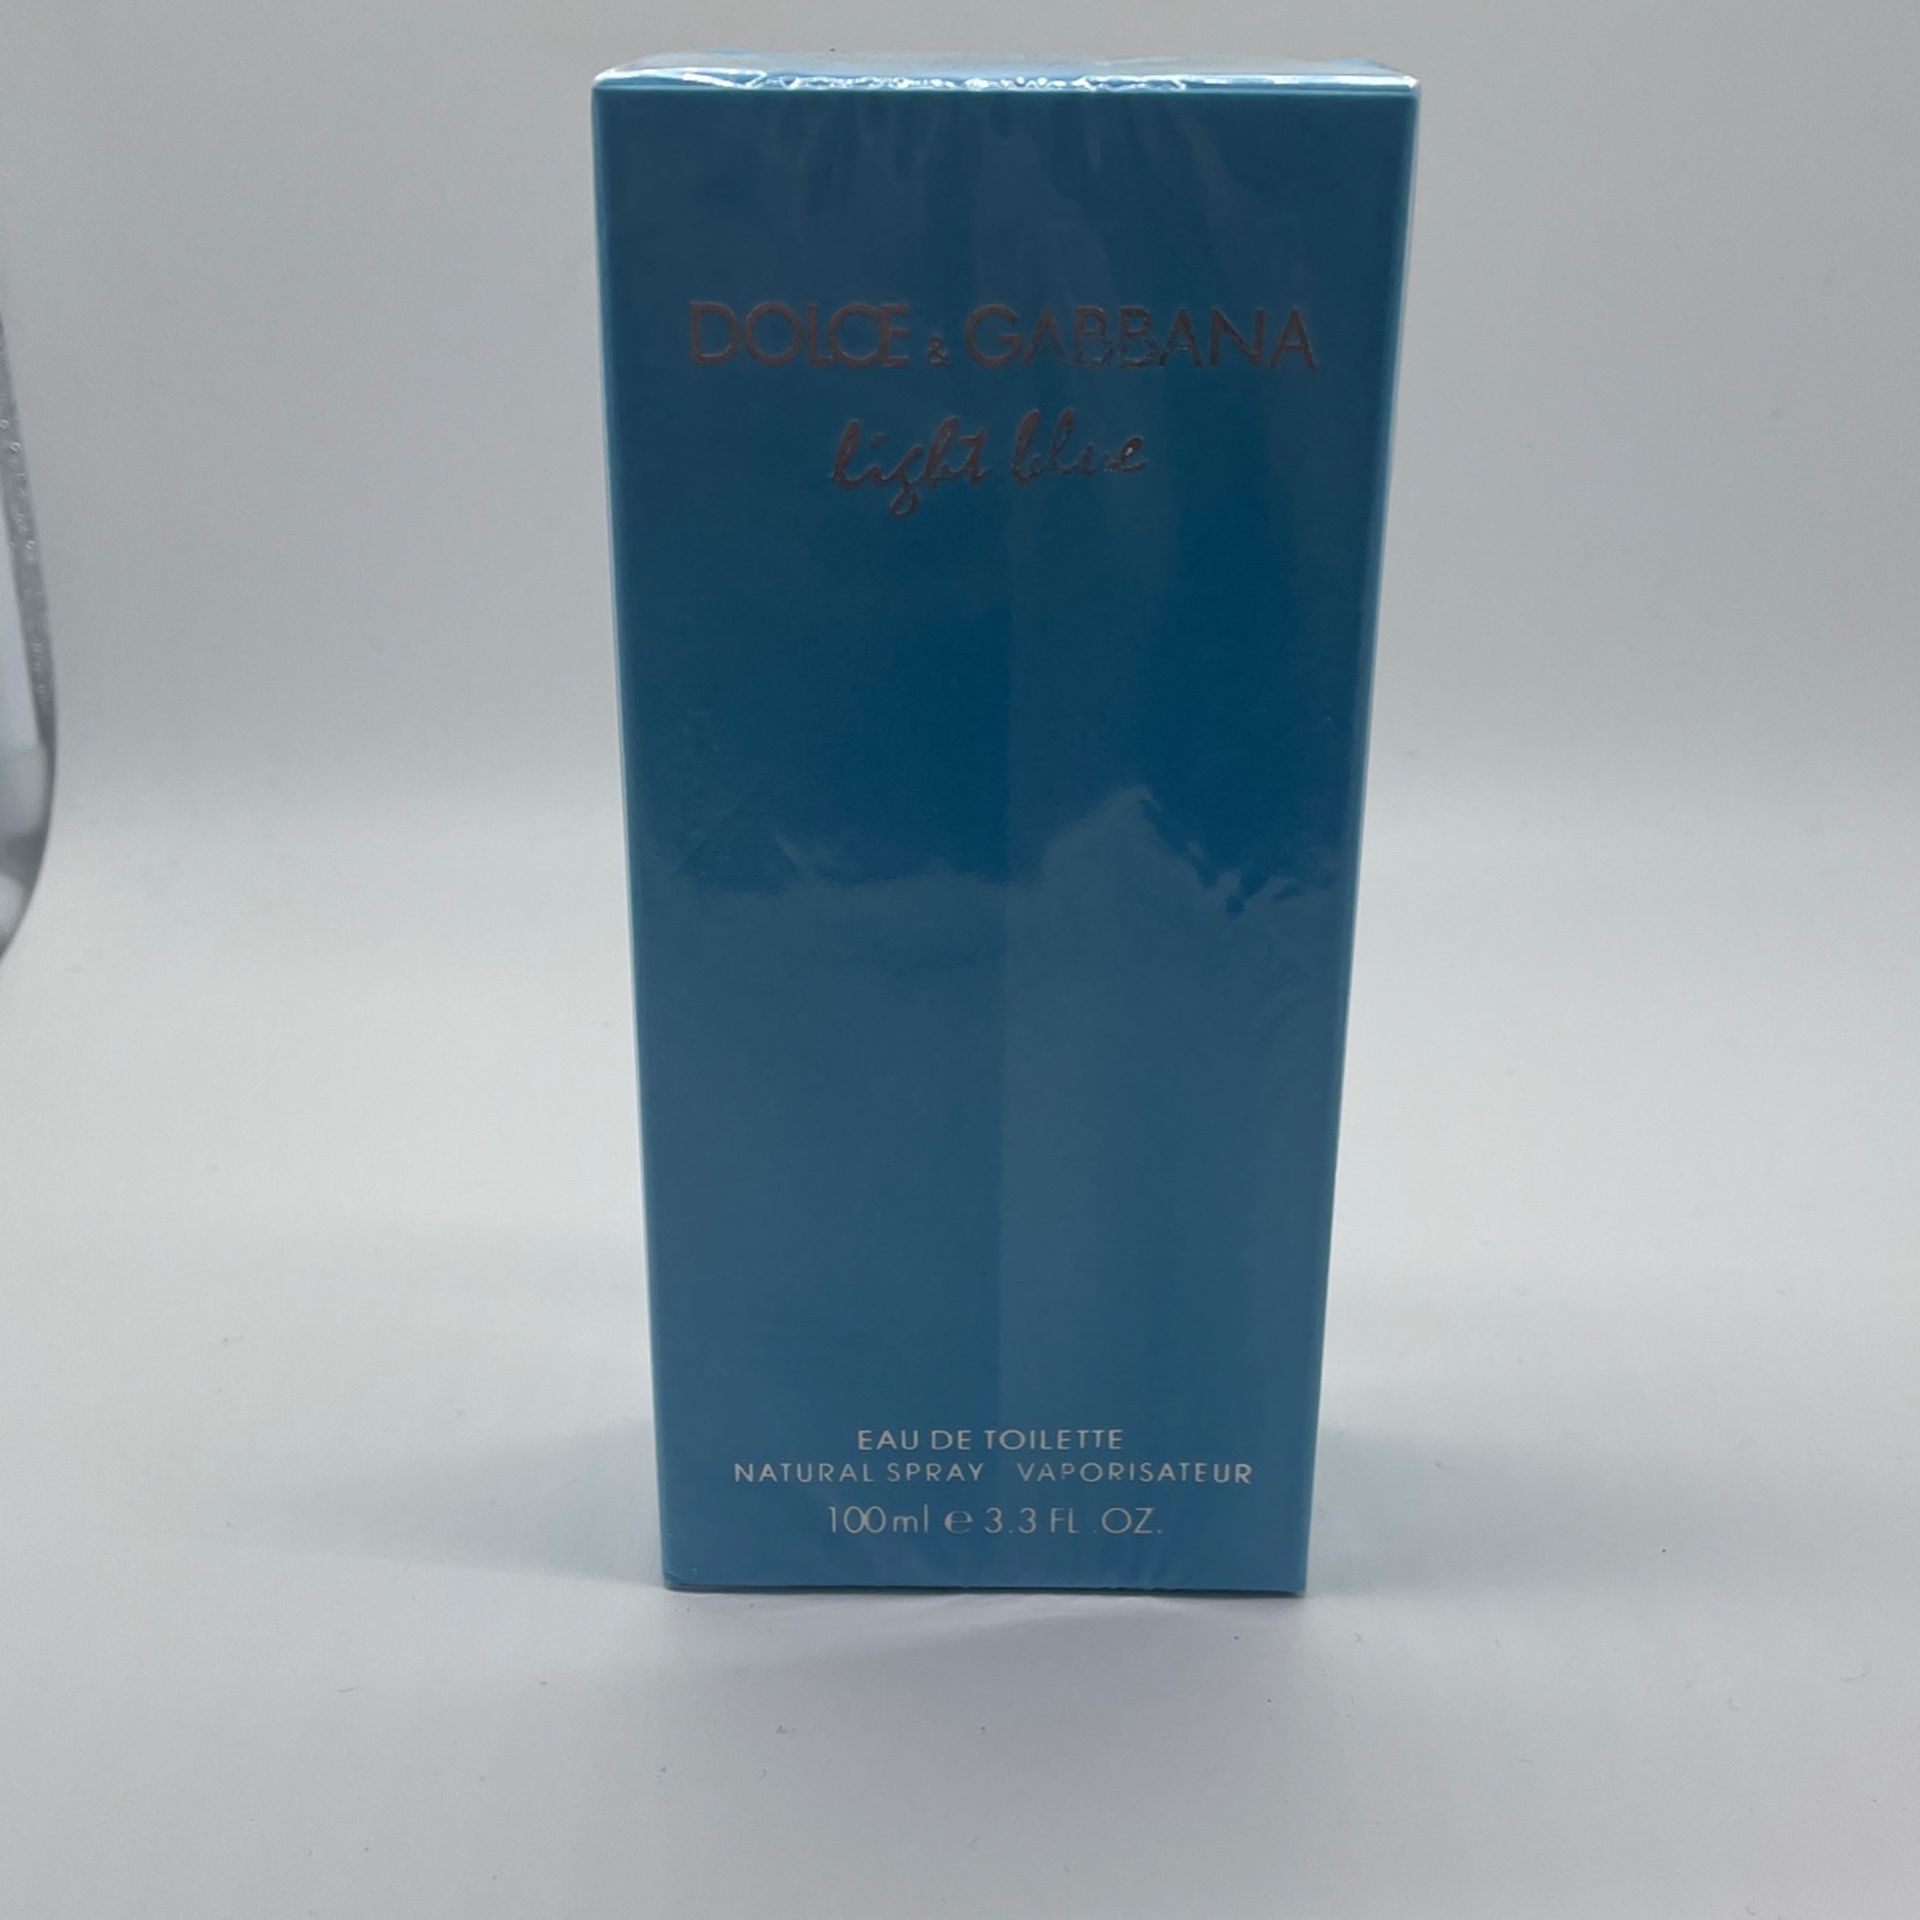 DOLCE & GABBANA
light blue
EAU DE TOILETTE
NATURAL SPRAY VAPORISATEUR
100ml e 3.3 FL .OZ.